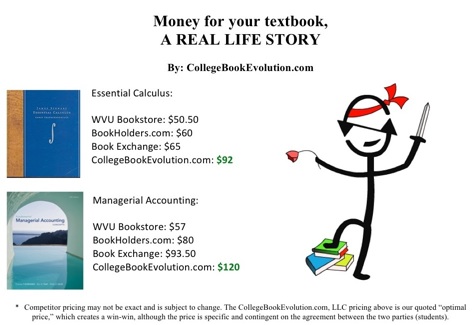 Money for your textbook,
A REAL LIFE STORY
By: CollegeBookEvolution.com
Essential Calculus:
WVU Bookstore: $50.50
BookHolders.com: $60
Book Exchange: $65
CollegeBookEvolution.com: $92
Essential Calculus
Managerial Accounting:
WVU Bookstore: $57
BookHolders.com: $80
Book Exchange: $93.50
CollegeBookEvolution.com: $120
Managerial Accounting
* Competitor pricing may not be exact and is subject to change. The CollegeBookEvolution.com, LLC pricing above is our quoted “optimal
price,” which creates a win-win, although the price is specific and contingent on the agreement between the two parties (students).